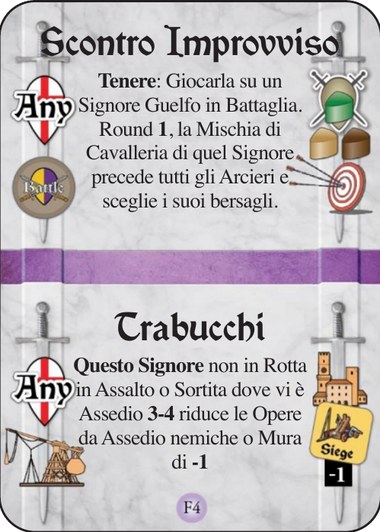 Scontro Improvviso
Tenere: Giocarla su un
Any
Signore Guelfo in Battaglia.
Round 1, la Mischia di
Cavalleria di quel Signore
Battle
precede tutti gli Arcieri e
sceglie i suoi bersagli.
Trabucchi
Questo Signore non in Rotta
Any
in Assalto o Sortita dove vi è
Assedio 3-4 riduce le Opere
da Assedio nemiche o Mura
Siege
di -1
-1
F4